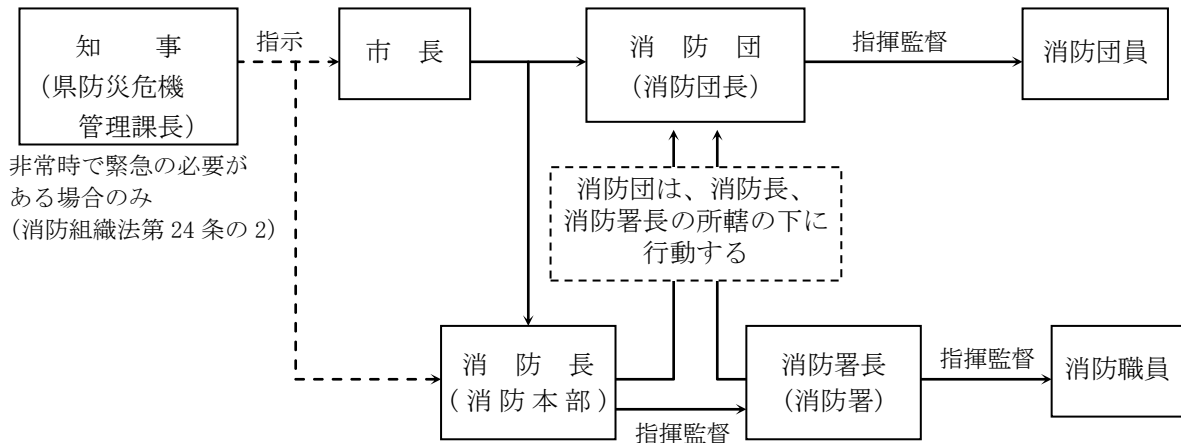 知 事
（県防災危機
管理課長）
非常時で緊急の必要が
ある場合のみ
（消防組織法第 24 条の 2）
指示
市 長
消 防 団
（消防団長）
指揮監督
消防団員
消防団は、消防長、
消防署長の所轄の下に
行動する
消 防 長
（消防本部）
指揮監督
消防署長
（消防署）
指揮監督
消防職員